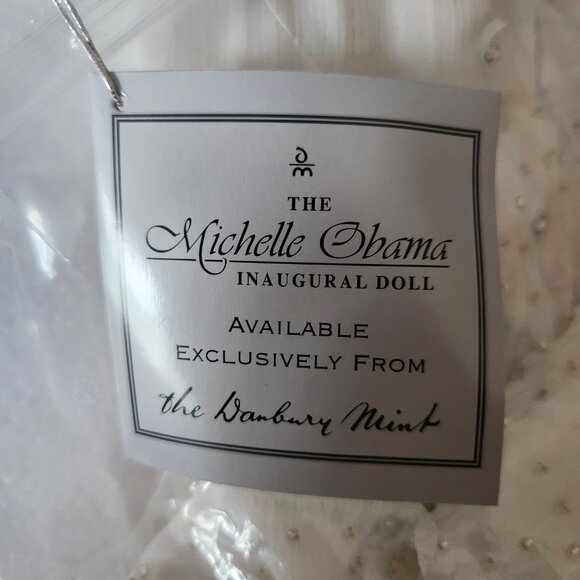 THE
Michelle Obama
INAUGURAL DOLL
AVAILABLE
EXCLUSIVELY FROM
the Danbury Mint